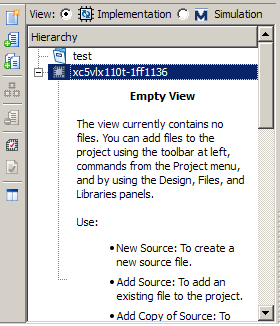 View: Implementation Simulation
Hierarchy
test
xc5vlx110t-1ff1136
Empty View
The view currently contains no
files. You can add files to the
project using the toolbar at left,
commands from the Project menu,
and by using the Design, Files, and
Libraries panels.
Use:
•New Source: To create a
new source file.
•Add Source: To add an
existing file to the project.
•Add Copy of Source: To